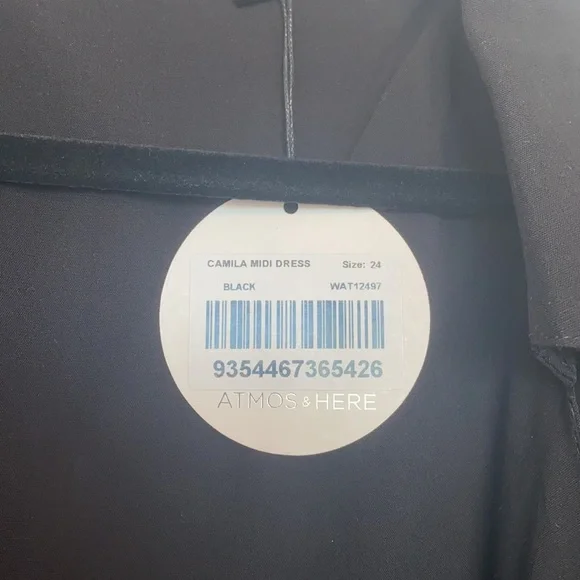 CAMILA MIDI DRESS Size: 24
BLACK WAT12497
9354467365426
ATMOS & HERE